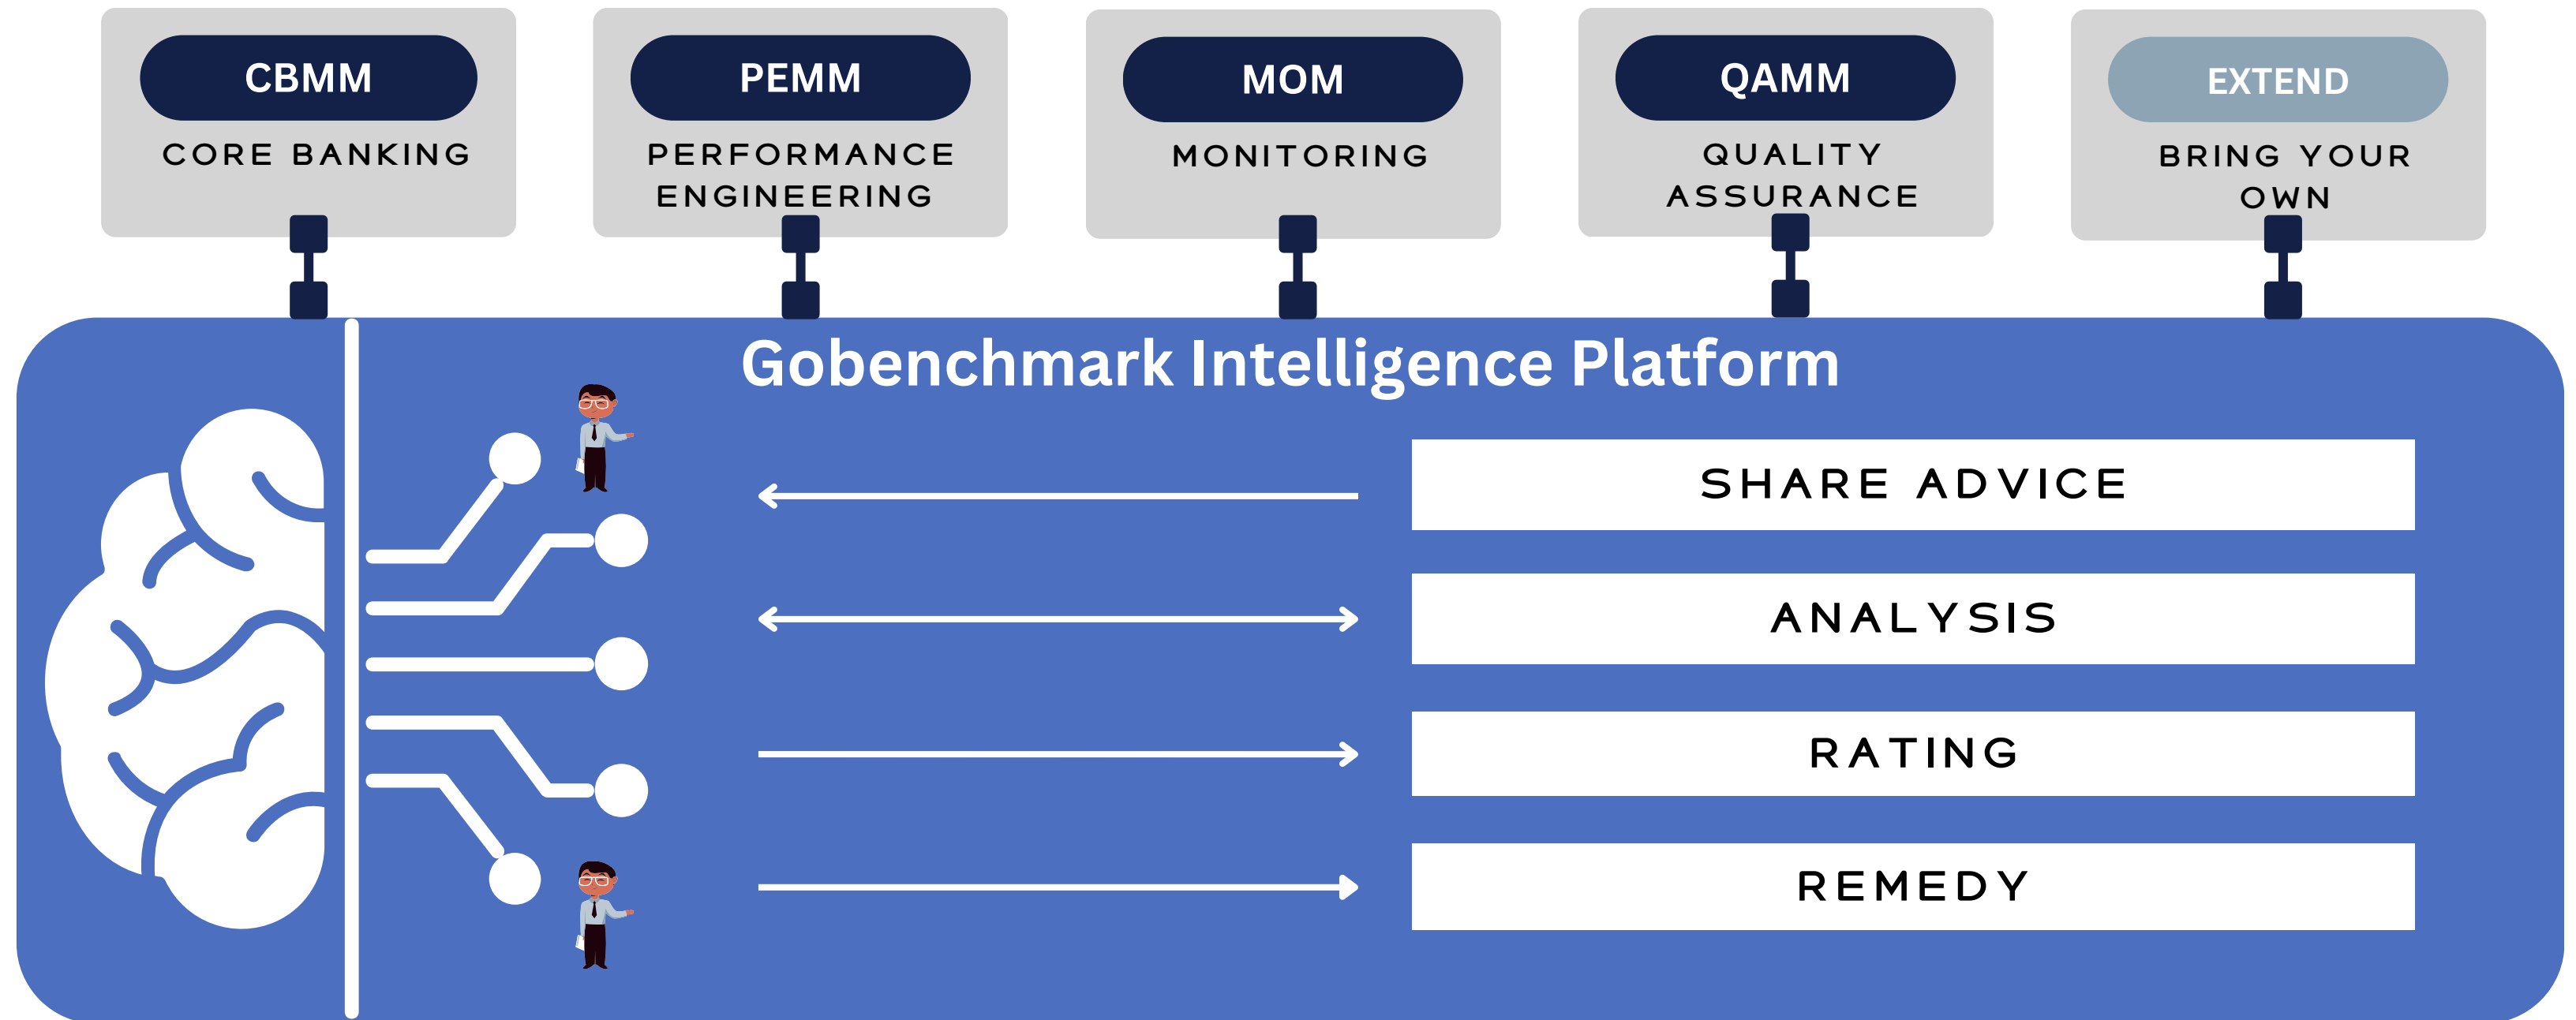 CBMM
CORE BANKING
PEMM
PERFORMANCE
ENGINEERING
MOM
MONITORING
QAMM
QUALITY
ASSURANCE
EXTEND
BRING YOUR
OWN
Gobenchmark Intelligence Platform
SHARE ADVICE
ANALYSIS
RATING
REMEDY